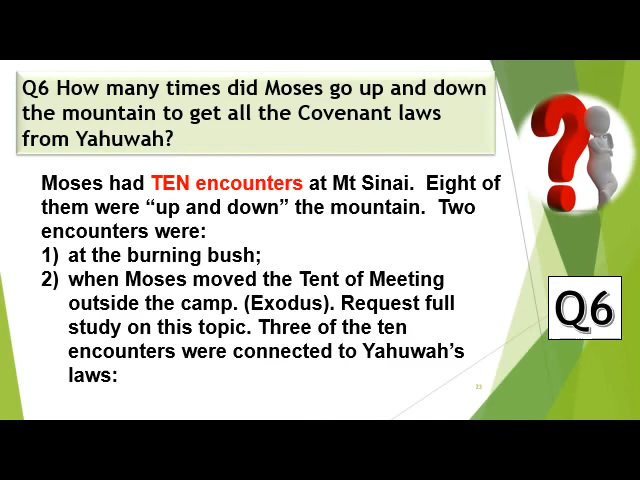 Q6 How many times did Moses go up and down
the mountain to get all the Covenant laws
from Yahuwah?
Moses had TEN encounters at Mt Sinai.  Eight of
them were “up and down” the mountain.  Two
encounters were:
1) at the burning bush;
2) when Moses moved the Tent of Meeting
outside the camp. (Exodus). Request full
study on this topic. Three of the ten
encounters were connected to Yahuwah’s
laws:
Q6
33